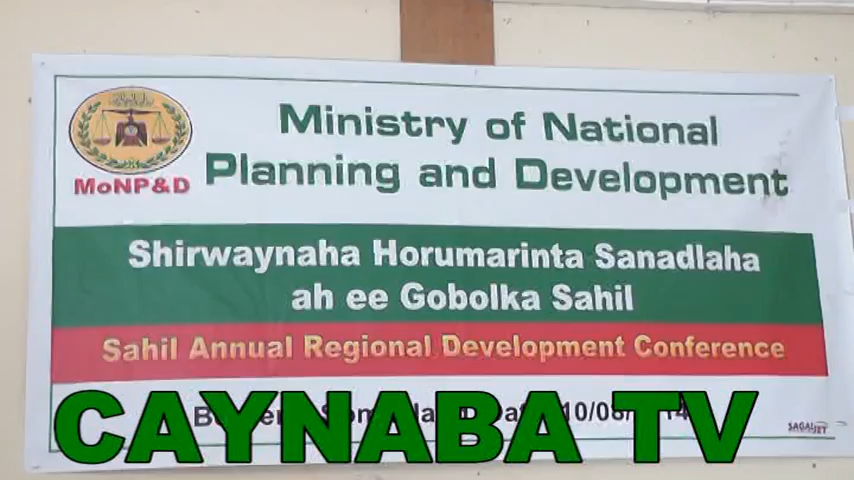 Ministry of National
Planning and Development
MoNP&D
Shirwaynaha Horumarinta Sanadlaha
ah ee Gobolka Sahil
Sahil Annual Regional Development Conference
CAYNABA TV
SAGALJET